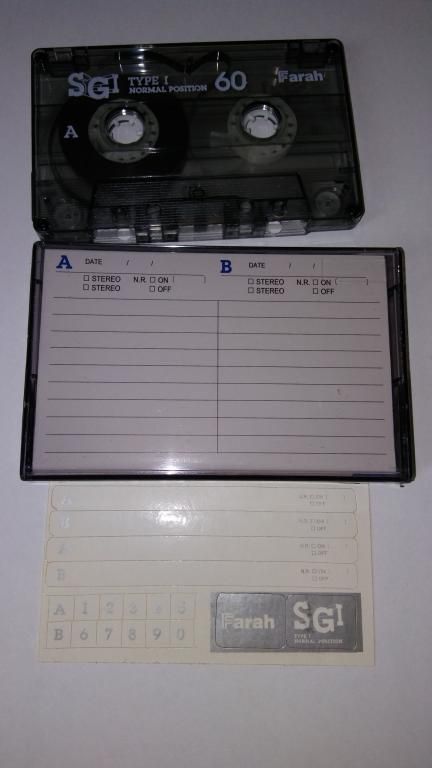 SGI TYPE I NORMAL POSITION 60 Farah
A
A DATE / / B DATE / /
□ STEREO N.R. □ ON ( ) □ STEREO N.R. □ ON ( )
□ STEREO □ OFF □ STEREO □ OFF
A N.R. □ ON ( )
□ OFF
B N.R. □ ON ( )
□ OFF
A N.R. □ ON ( )
□ OFF
B N.R. □ ON ( )
□ OFF
A 1 2 3 4 5
B 6 7 8 9 0
Farah SGI
TYPE I
NORMAL POSITION